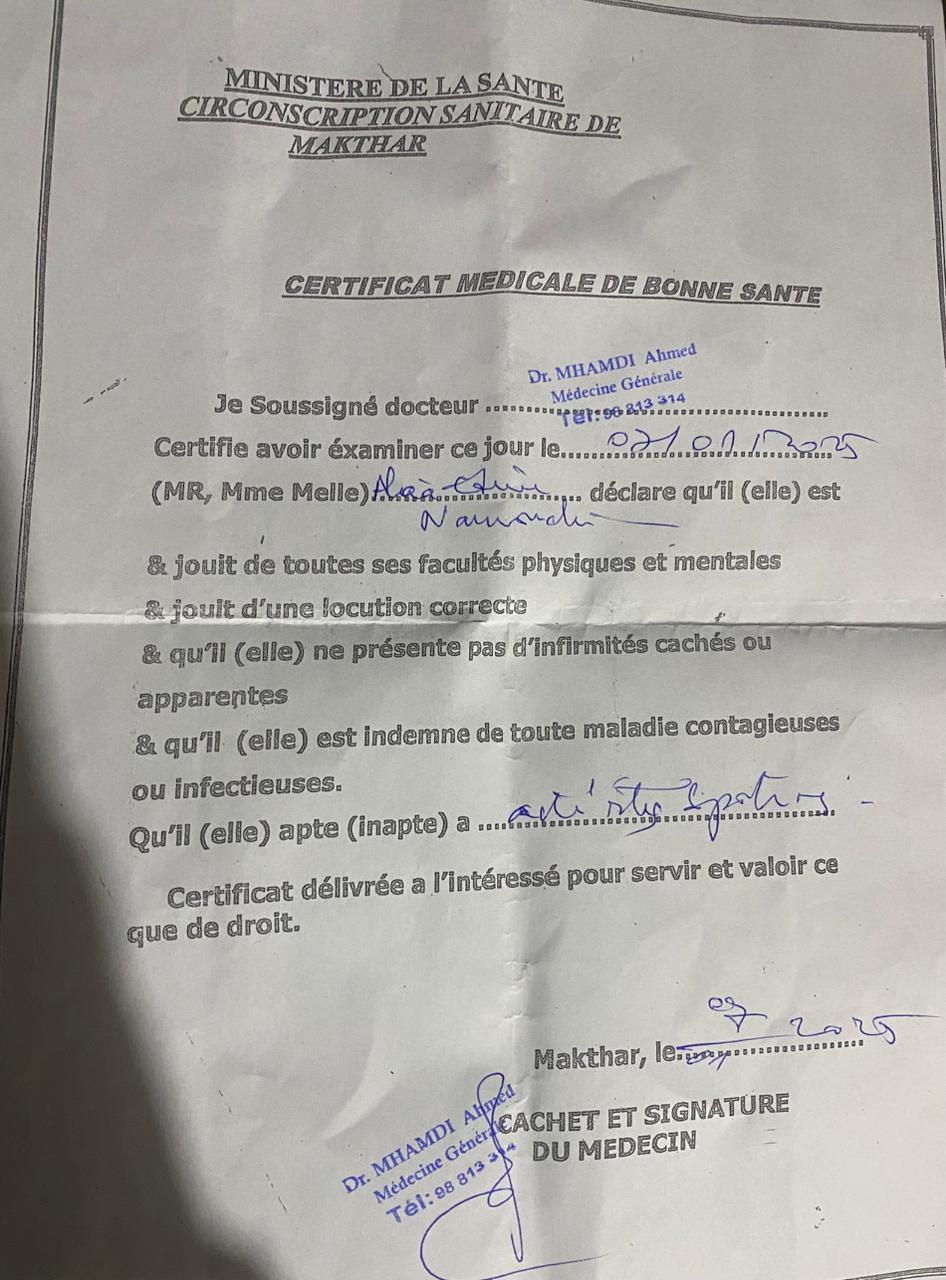 MINISTERE DE LA SANTE
CIRCONSCRIPTION SANITAIRE DE
MAKTHAR
CERTIFICAT MEDICALE DE BONNE SANTE
Dr. MHAMDI Ahmed
Médecine Générale
Tél: 98 813 314
Je Soussigné docteur
Certifie avoir éxaminer ce jour le 2025
(MR, Mme Melle) déclare qu'il (elle) est
& jouit de toutes ses facultés physiques et mentales
& jouit d'une locution correcte
& qu'il (elle) ne présente pas d'infirmités cachés ou
apparentes
& qu'il (elle) est indemne de toute maladie contagieuses
ou infectieuses.
Qu'il (elle) apte (inapte) a
Certificat délivrée a l'intéressé pour servir et valoir ce
que de droit.
Makthar, le 2025
CACHET ET SIGNATURE
DU MEDECIN
Dr. MHAMDI Ahmed
Médecine Générale
Tél: 98 813 314